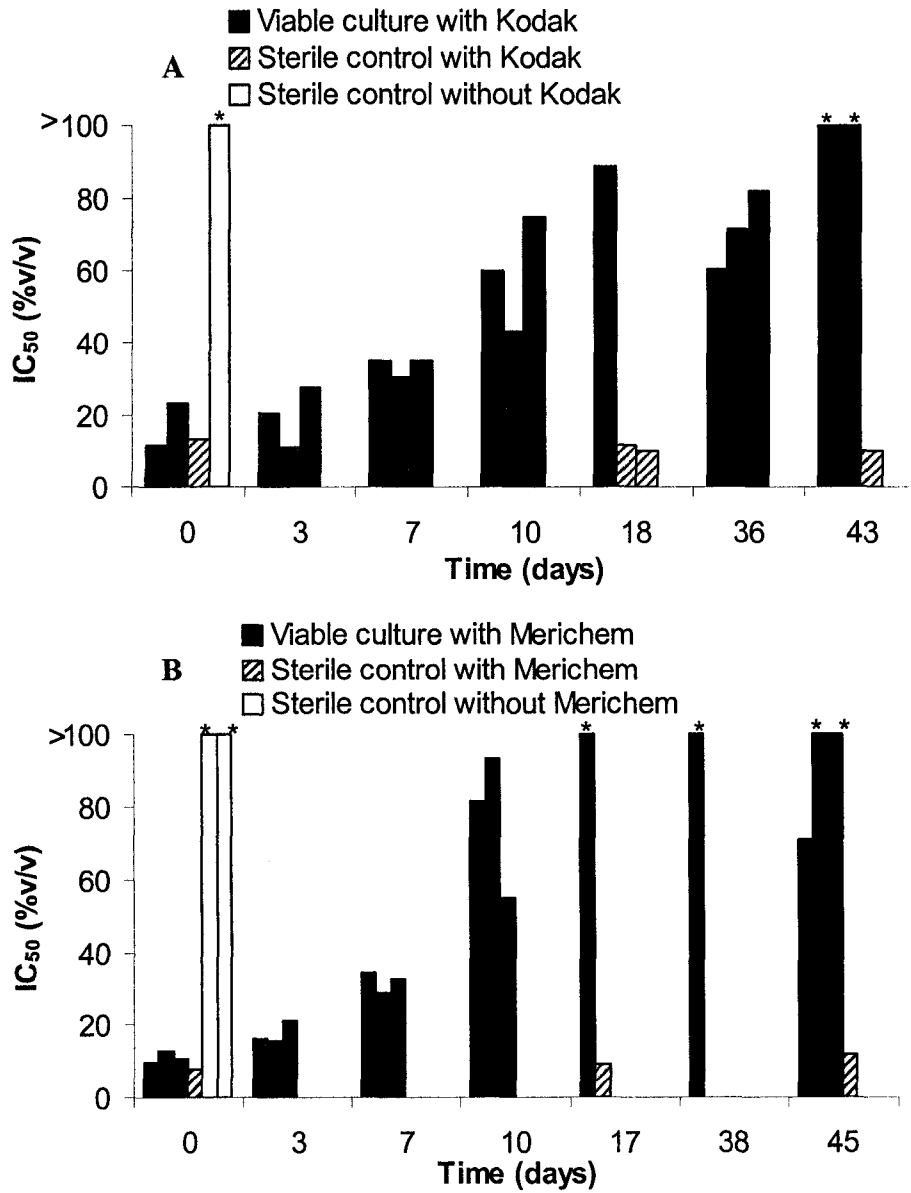 Viable culture with Kodak
A Sterile control with Kodak
Sterile control without Kodak
>100
80
60
40
20
0
IC50 (%v/v)
* * *
0 3 7 10 18 36 43
Time (days)
Viable culture with Merichem
B Sterile control with Merichem
Sterile control without Merichem
>100
80
60
40
20
0
IC50 (%v/v)
* * * * * *
0 3 7 10 17 38 45
Time (days)